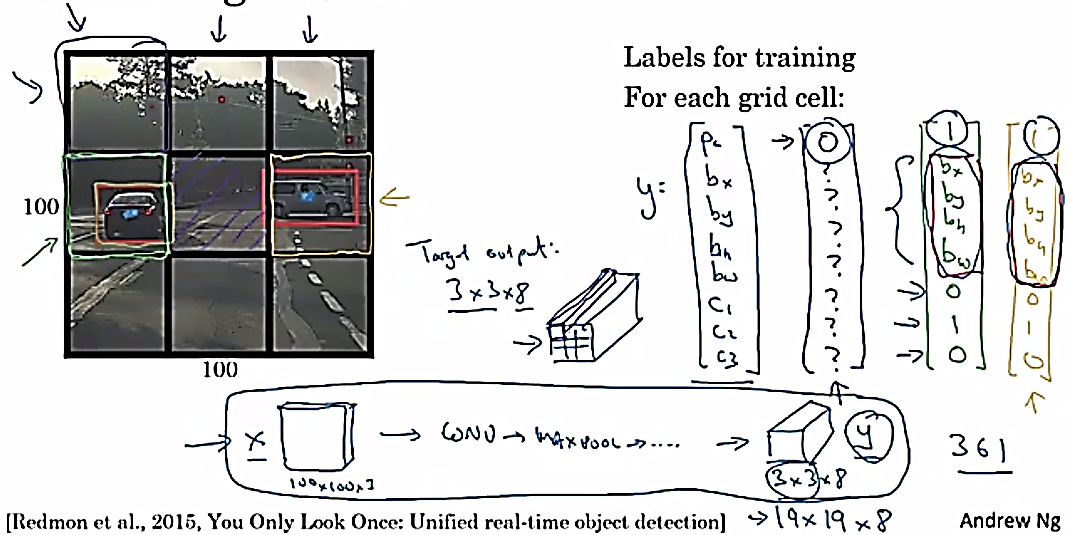 Labels for training
For each grid cell:
y:
Pc
bx
by
bh
bw
C1
C2
C3
0
?
?
?
?
?
?
?
1
bx
by
bh
bw
0
1
0
1
bx
by
bh
0
1
0
100
100
Target output:
3×3×8
x → CONV → MAXPOOL → .... → y
100×100×3
3×3×8
361
→ 19×19×8
[Redmon et al., 2015, You Only Look Once: Unified real-time object detection]
Andrew Ng